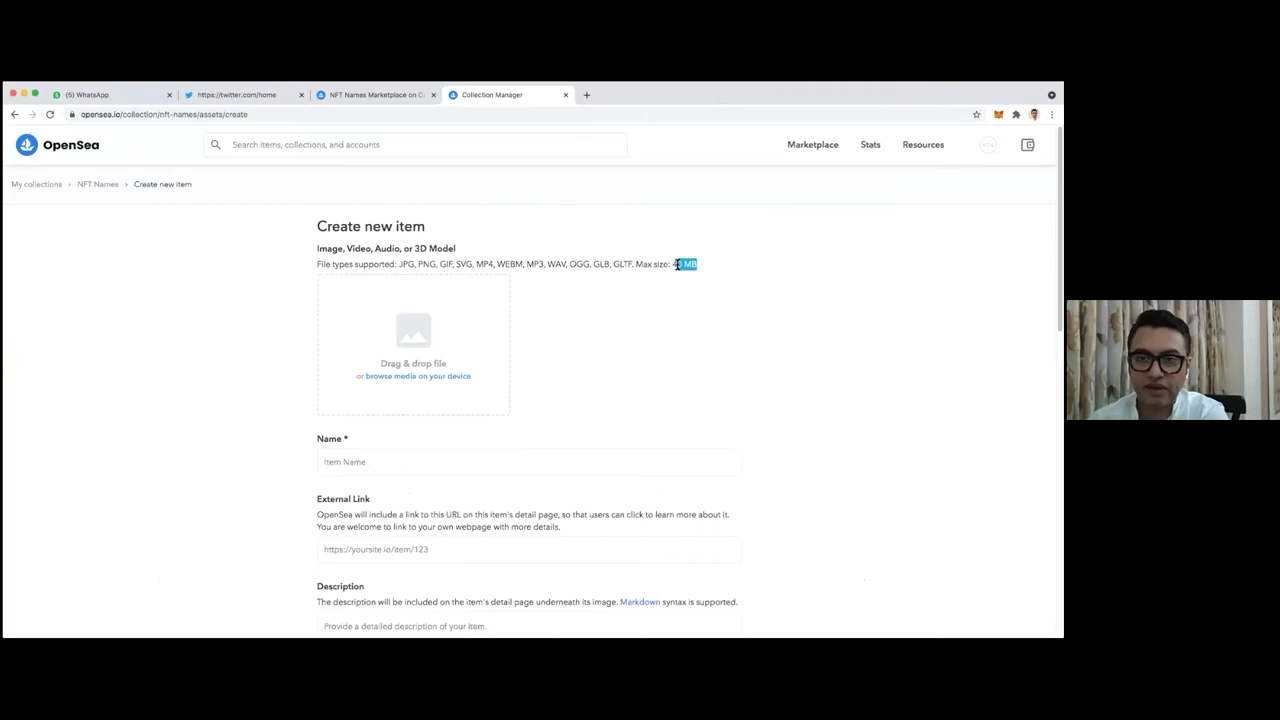 (5) WhatsApp
https://twitter.com/home
NFT Names Marketplace on O
Collection Manager
opensea.io/collection/nft-names/assets/create
OpenSea
Search items, collections, and accounts
Marketplace
Stats
Resources
My collections > NFT Names > Create new item
Create new item
Image, Video, Audio, or 3D Model
File types supported: JPG, PNG, GIF, SVG, MP4, WEBM, MP3, WAV, OGG, GLB, GLTF. Max size: MB
Drag & drop file
or browse media on your device
Name *
Item Name
External Link
OpenSea will include a link to this URL on this item's detail page, so that users can click to learn more about it.
You are welcome to link to your own webpage with more details.
https://yoursite.io/item/123
Description
The description will be included on the item's detail page underneath its image. Markdown syntax is supported.
Provide a detailed description of your item.